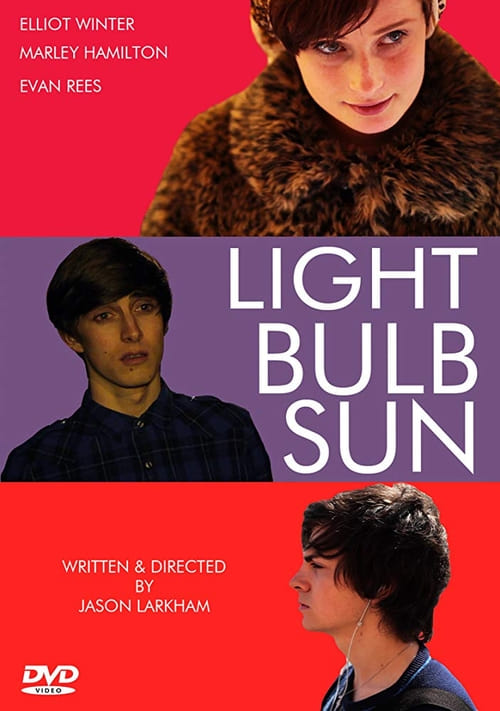 ELLIOT WINTER
MARLEY HAMILTON
EVAN REES
LIGHT
BULB
SUN
WRITTEN & DIRECTED
BY
JASON LARKHAM
DVD
VIDEO